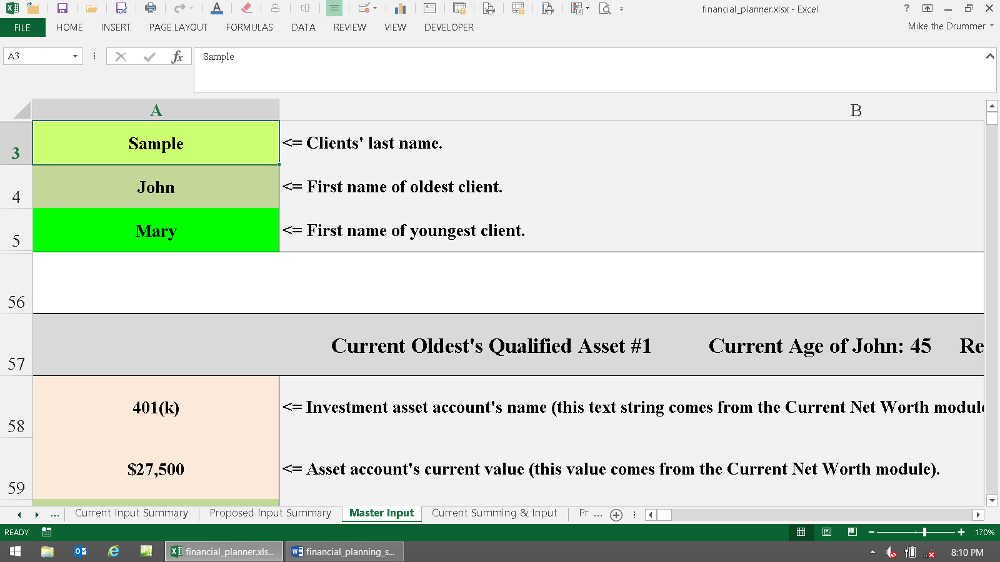 financial_planner.xlsx - Excel
?
FILE HOME INSERT PAGE LAYOUT FORMULAS DATA REVIEW VIEW DEVELOPER
Mike the Drummer
A3
fx
Sample
A B
3 Sample <= Clients' last name.
4 John <= First name of oldest client.
5 Mary <= First name of youngest client.
56
57 Current Oldest's Qualified Asset #1 Current Age of John: 45 Re
58 401(k) <= Investment asset account's name (this text string comes from the Current Net Worth module
59 $27,500 <= Asset account's current value (this value comes from the Current Net Worth module).
... Current Input Summary Proposed Input Summary Master Input Current Summing & Input Pr ...
READY
170%
financial_planner.xls...
financial_planning_s...
8:10 PM